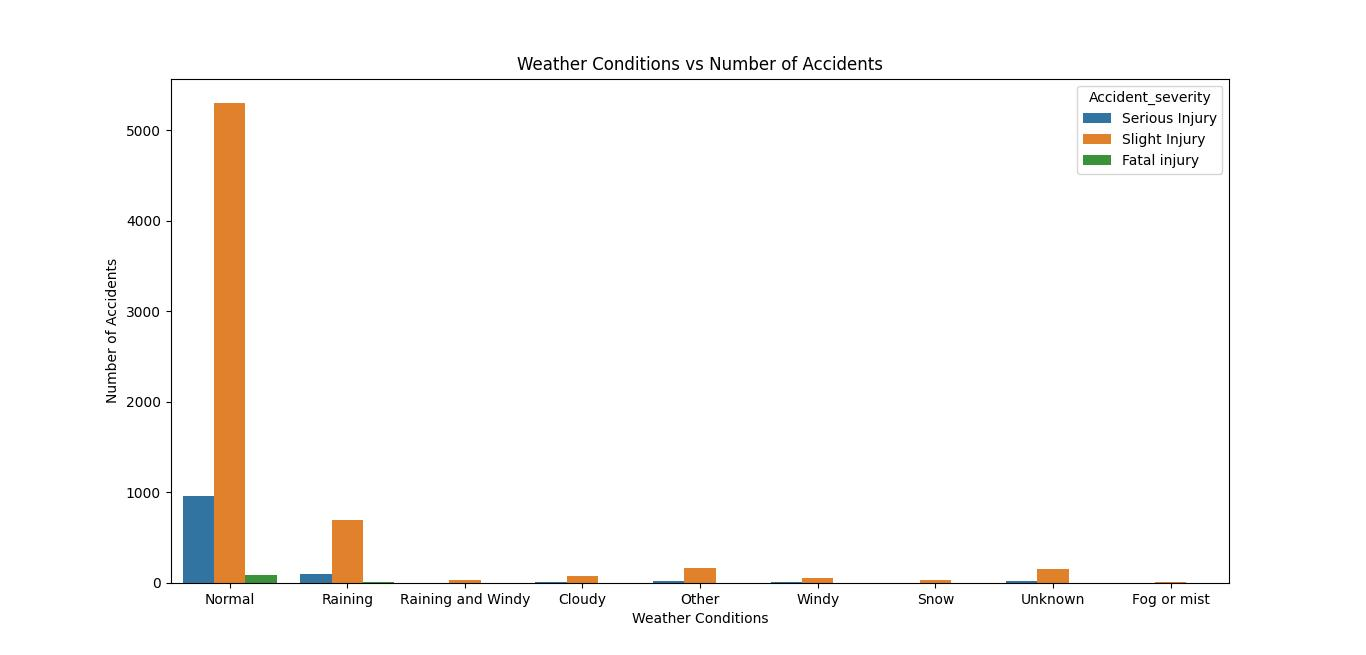 Weather Conditions vs Number of Accidents
Accident_severity
Serious Injury
Slight Injury
Fatal injury
Number of Accidents
5000
4000
3000
2000
1000
0
Normal Raining Raining and Windy Cloudy Other Windy Snow Unknown Fog or mist
Weather Conditions